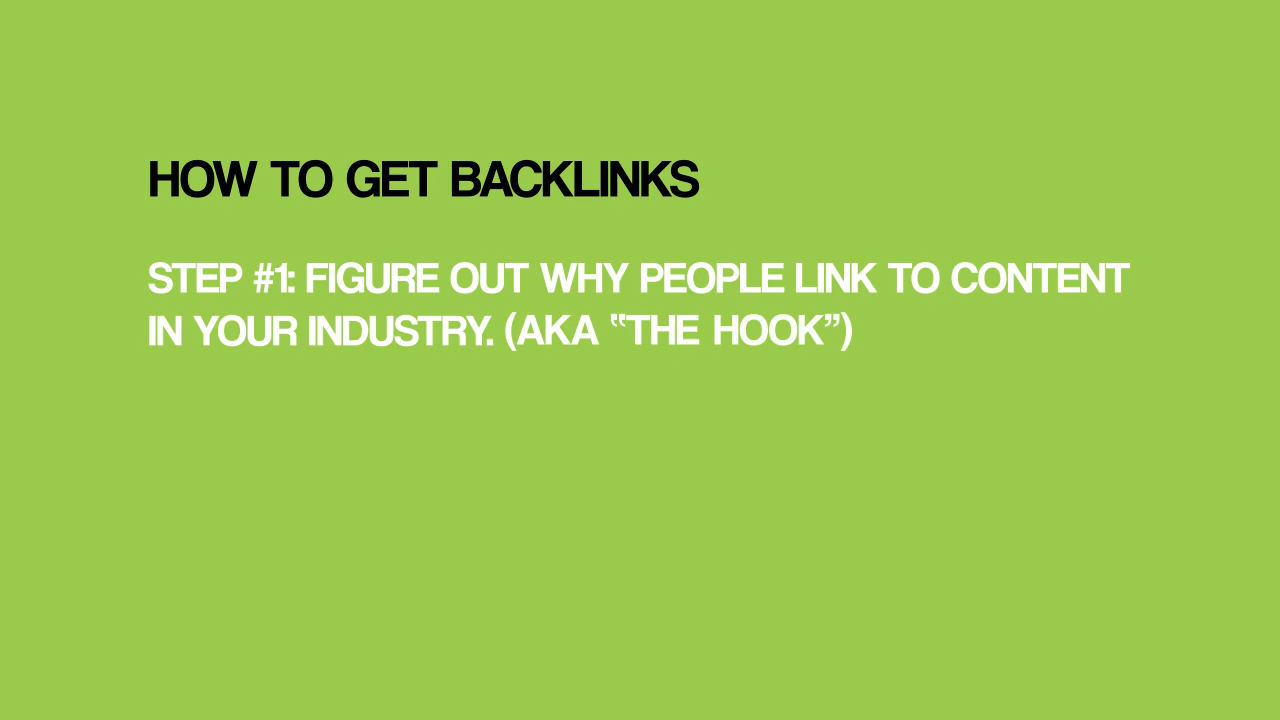 HOW TO GET BACKLINKS
STEP #1: FIGURE OUT WHY PEOPLE LINK TO CONTENT
IN YOUR INDUSTRY. (AKA “THE HOOK”)